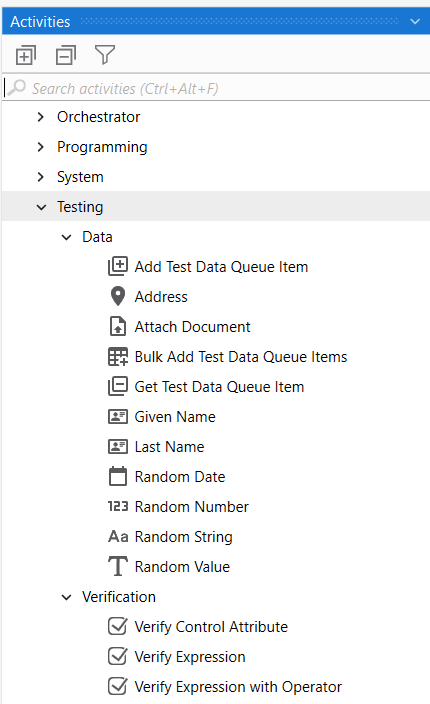 Activities
Search activities (Ctrl+Alt+F)
Orchestrator
Programming
System
Testing
Data
Add Test Data Queue Item
Address
Attach Document
Bulk Add Test Data Queue Items
Get Test Data Queue Item
Given Name
Last Name
Random Date
123 Random Number
Aa Random String
T Random Value
Verification
Verify Control Attribute
Verify Expression
Verify Expression with Operator